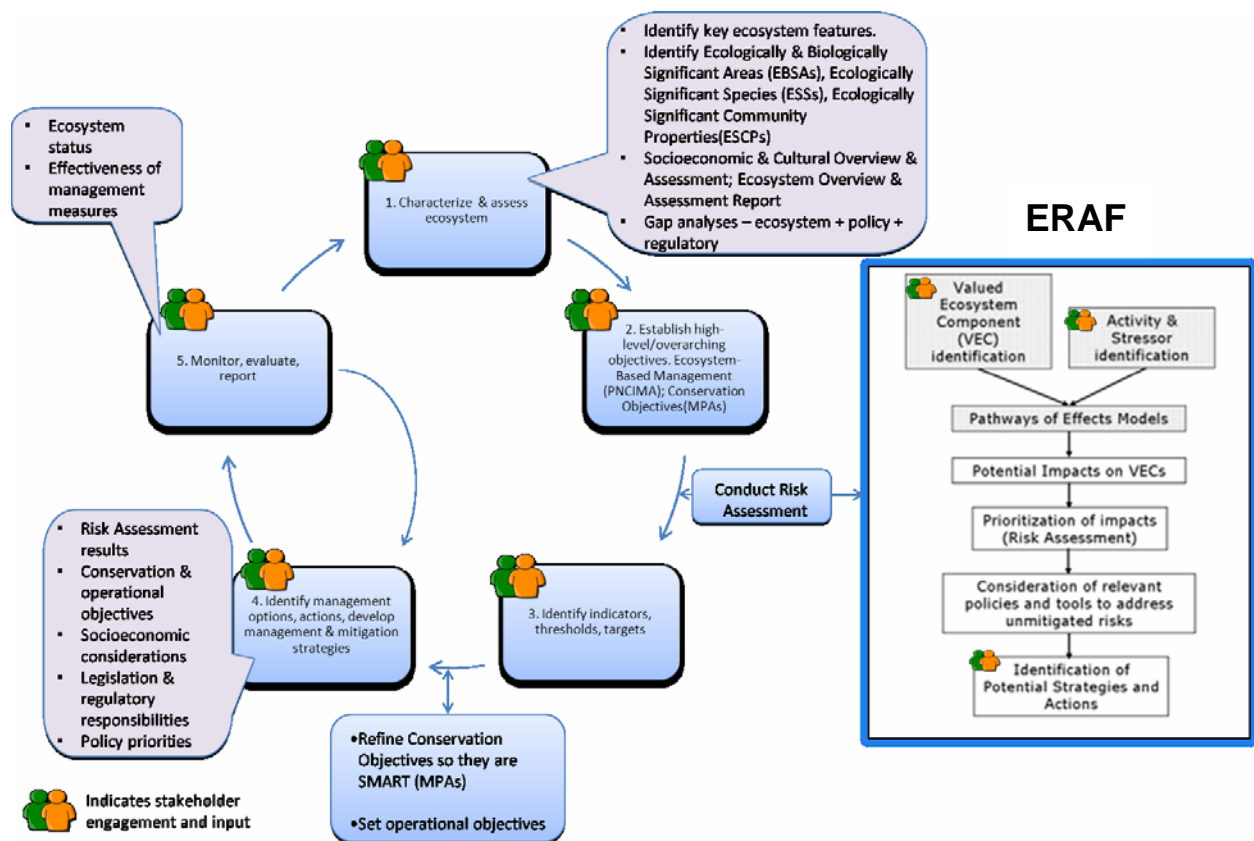 ▪ Identify key ecosystem features.
▪ Identify Ecologically & Biologically
Significant Areas (EBSAs), Ecologically
Significant Species (ESSs), Ecologically
Significant Community
Properties(ESCPs)
▪ Socioeconomic & Cultural Overview &
Assessment; Ecosystem Overview &
Assessment Report
▪ Gap analyses – ecosystem + policy +
regulatory
▪ Ecosystem
status
▪ Effectiveness of
management
measures
1. Characterize & assess
ecosystem
2. Establish high-
level/overarching
objectives. Ecosystem-
Based Management
(PNCIMA); Conservation
Objectives(MPAs)
5. Monitor, evaluate,
report
Conduct Risk
Assessment
3. Identify indicators,
thresholds, targets
4. Identify management
options, actions, develop
management & mitigation
strategies
▪ Risk Assessment
results
▪ Conservation &
operational
objectives
▪ Socioeconomic
considerations
▪ Legislation &
regulatory
responsibilities
▪ Policy priorities
•Refine Conservation
Objectives so they are
SMART (MPAs)
•Set operational objectives
Indicates stakeholder
engagement and input
ERAF
Valued
Ecosystem
Component
(VEC)
identification
Activity &
Stressor
identification
Pathways of Effects Models
Potential Impacts on VECs
Prioritization of impacts
(Risk Assessment)
Consideration of relevant
policies and tools to address
unmitigated risks
Identification of
Potential Strategies and
Actions